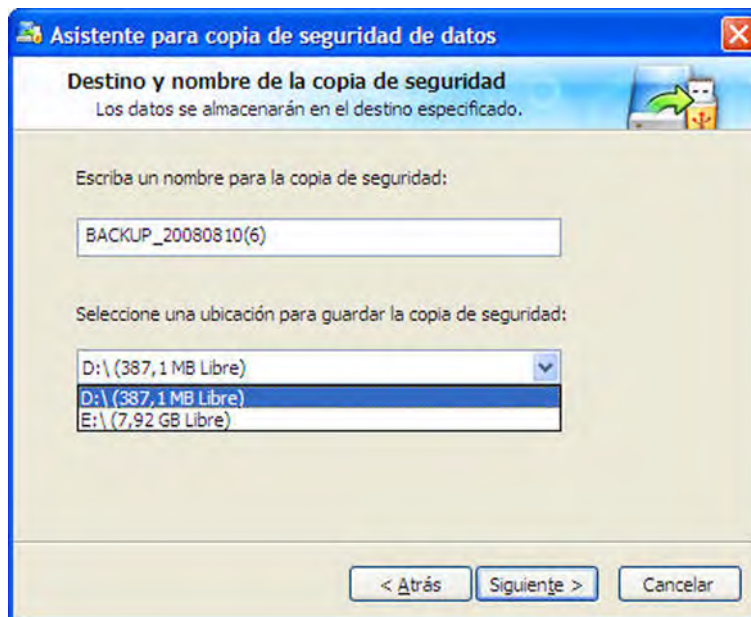 Asistente para copia de seguridad de datos
Destino y nombre de la copia de seguridad
Los datos se almacenarán en el destino especificado.
Escriba un nombre para la copia de seguridad:
BACKUP_20080810(6)
Seleccione una ubicación para guardar la copia de seguridad:
D:\ (387,1 MB Libre)
D:\ (387,1 MB Libre)
E:\ (7,92 GB Libre)
< Atrás Siguiente > Cancelar